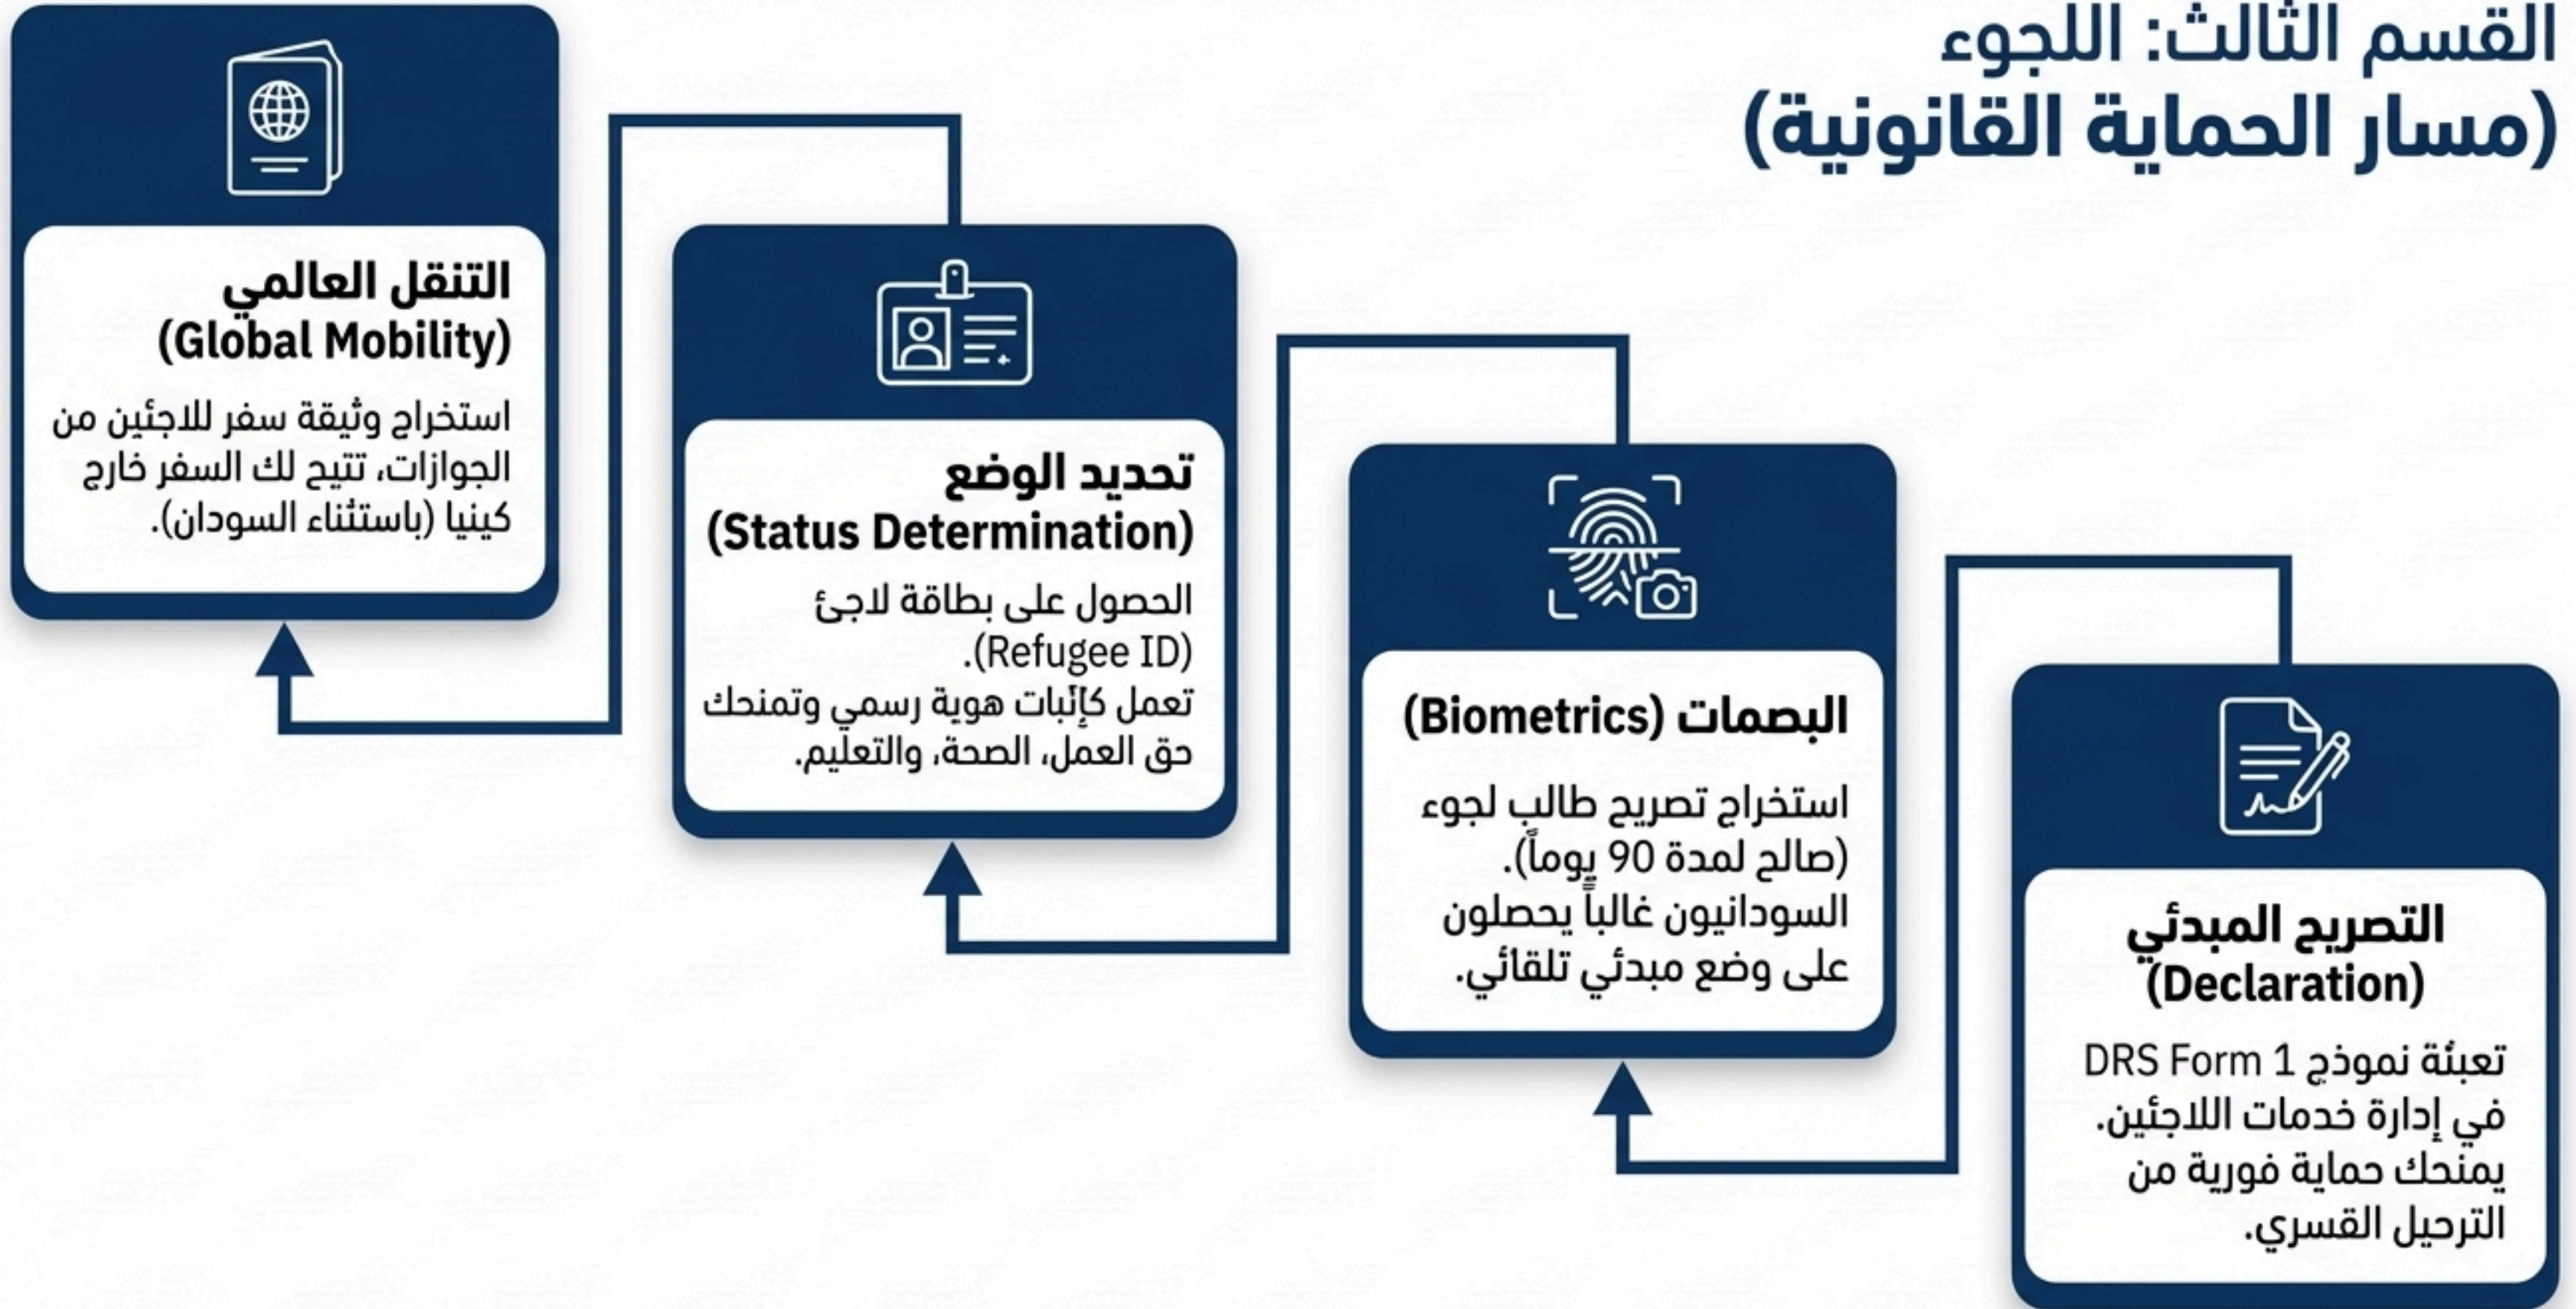 القسم الثالث: اللجوء
(مسار الحماية القانونية)
التصريح المبدئي
(Declaration)
تعبئة نموذج DRS Form 1
في إدارة خدمات اللاجئين.
يمنحك حماية فورية من
الترحيل القسري.
البصمات (Biometrics)
استخراج تصريح طالب لجوء
(صالح لمدة 90 يوماً).
السودانيون غالباً يحصلون
على وضع مبدئي تلقائي.
تحديد الوضع
(Status Determination)
الحصول على بطاقة لاجئ
(Refugee ID).
تعمل كإثبات هوية رسمي وتمنحك
حق العمل، الصحة، والتعليم.
التنقل العالمي
(Global Mobility)
استخراج وثيقة سفر للاجئين من
الجوازات، تتيح لك السفر خارج
كينيا (باستثناء السودان).